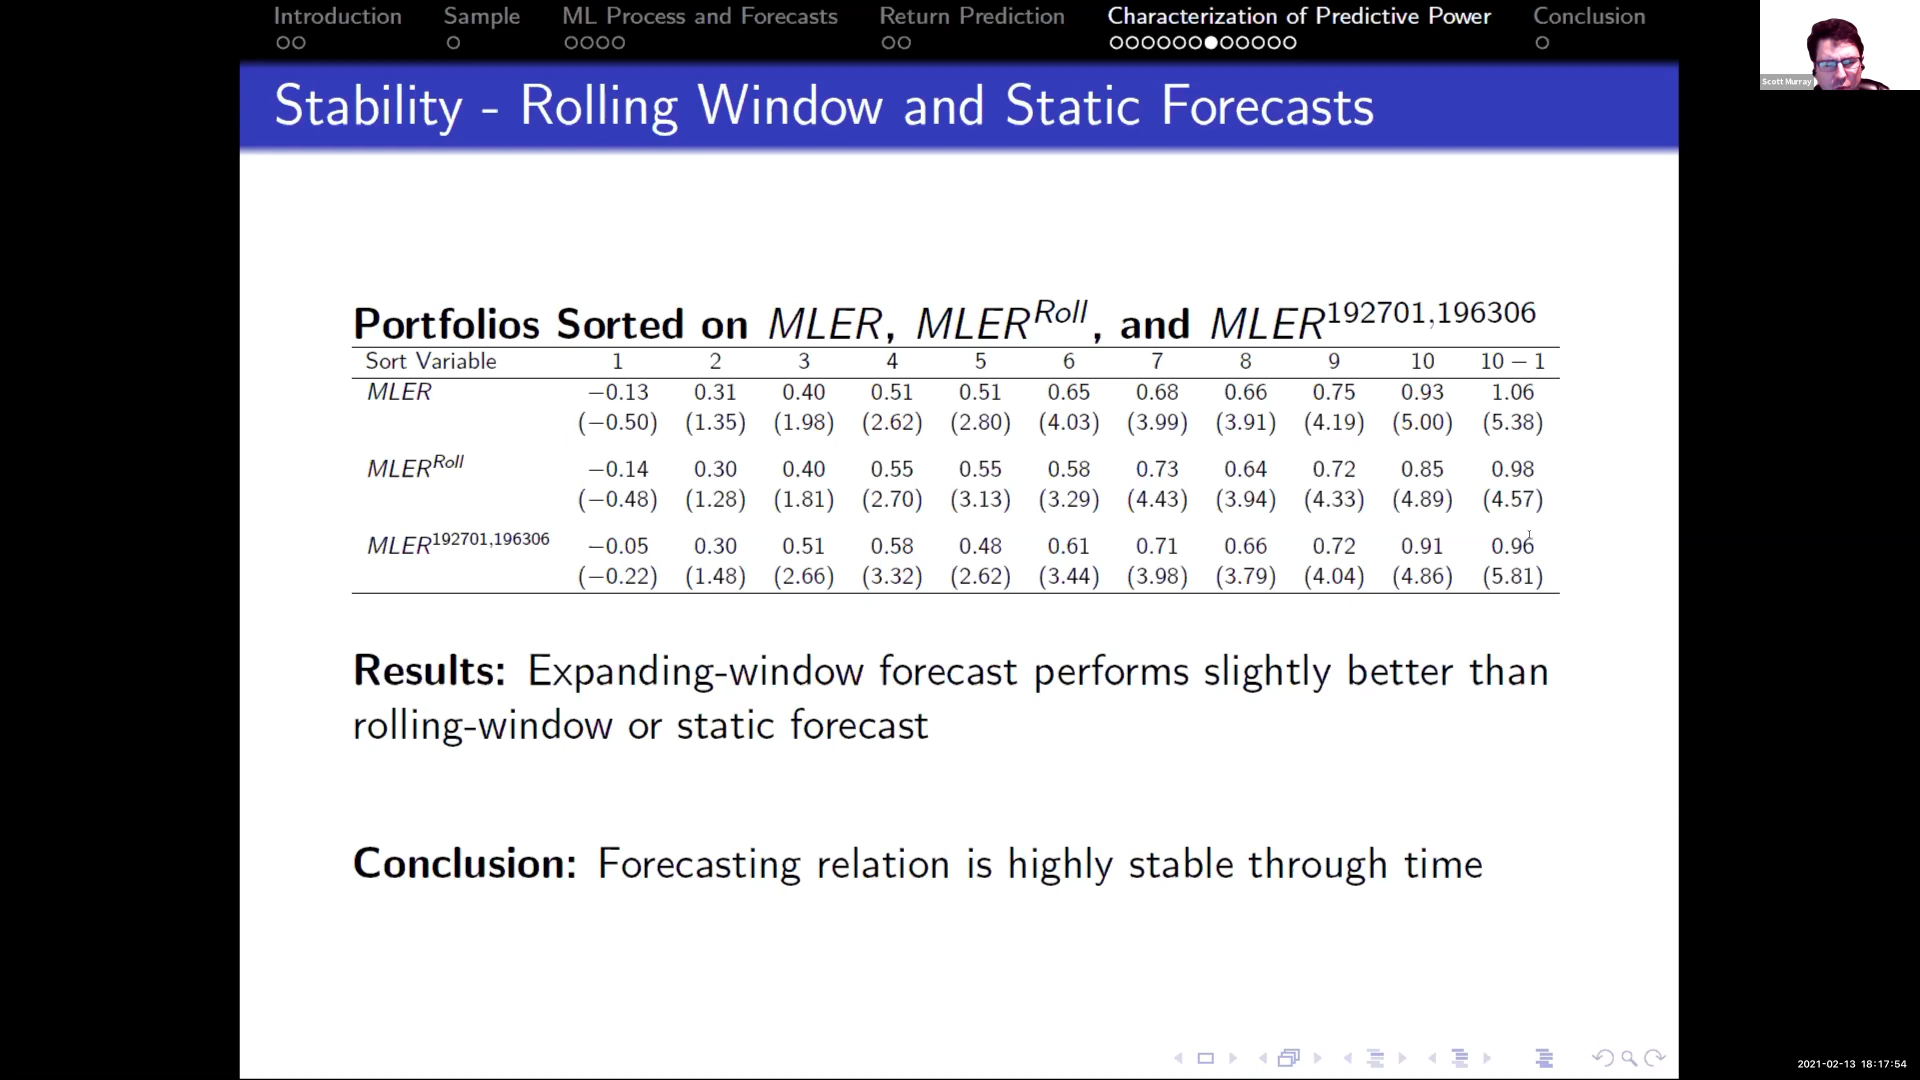 Introduction Sample ML Process and Forecasts Return Prediction Characterization of Predictive Power Conclusion
Scott Murray
Stability - Rolling Window and Static Forecasts
Portfolios Sorted on MLER, MLER^Roll, and MLER^192701,196306
Sort Variable 1 2 3 4 5 6 7 8 9 10 10 − 1
MLER −0.13 0.31 0.40 0.51 0.51 0.65 0.68 0.66 0.75 0.93 1.06
(−0.50) (1.35) (1.98) (2.62) (2.80) (4.03) (3.99) (3.91) (4.19) (5.00) (5.38)
MLER^Roll −0.14 0.30 0.40 0.55 0.55 0.58 0.73 0.64 0.72 0.85 0.98
(−0.48) (1.28) (1.81) (2.70) (3.13) (3.29) (4.43) (3.94) (4.33) (4.89) (4.57)
MLER^192701,196306 −0.05 0.30 0.51 0.58 0.48 0.61 0.71 0.66 0.72 0.91 0.96
(−0.22) (1.48) (2.66) (3.32) (2.62) (3.44) (3.98) (3.79) (4.04) (4.86) (5.81)
Results: Expanding-window forecast performs slightly better than
rolling-window or static forecast
Conclusion: Forecasting relation is highly stable through time
2021-02-13 18:17:54